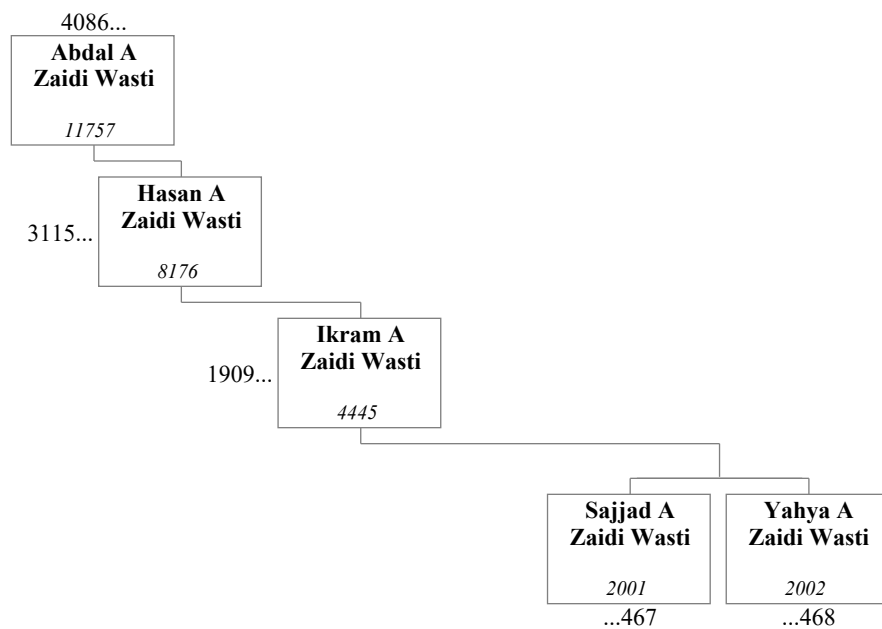 4086...
Abdal A
Zaidi Wasti
11757
Hasan A
Zaidi Wasti
3115...
8176
Ikram A
Zaidi Wasti
1909...
4445
Sajjad A
Zaidi Wasti
2001
...467
Yahya A
Zaidi Wasti
2002
...468